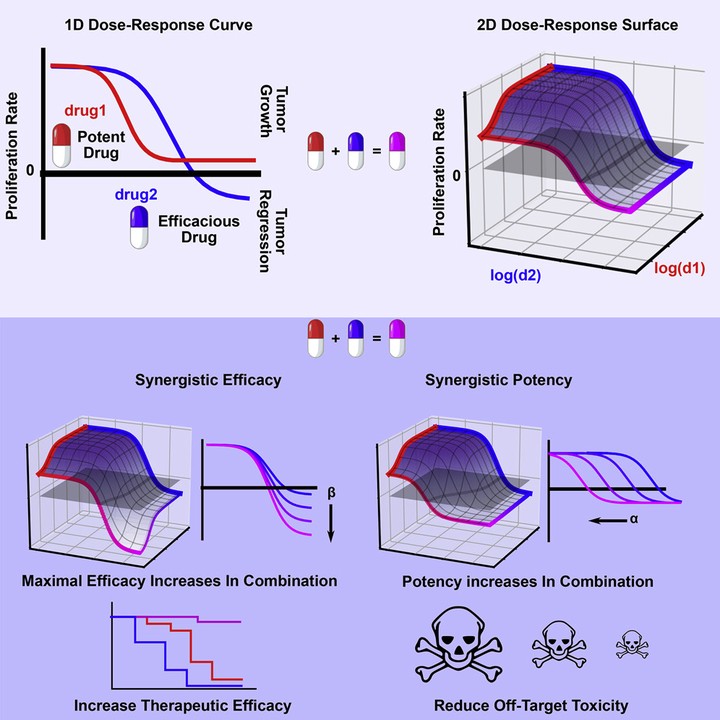 1D Dose-Response Curve
2D Dose-Response Surface
Proliferation Rate
0
drug1
Potent
Drug
drug2
Efficacious
Drug
Tumor
Growth
Tumor
Regression
+ =
Proliferation Rate
0
log(d2)
log(d1)
+ =
Synergistic Efficacy
Synergistic Potency
β
α
Maximal Efficacy Increases In Combination
Potency increases In Combination
Increase Therapeutic Efficacy
Reduce Off-Target Toxicity